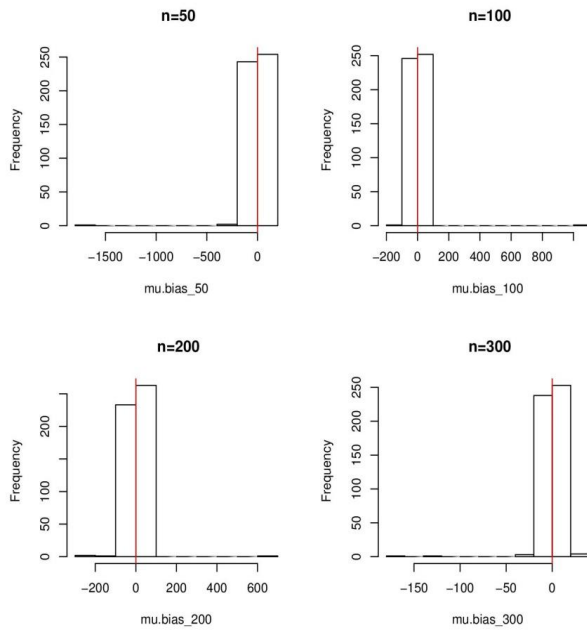 n=50
Frequency
250
200
150
100
50
0
−1500 −1000 −500 0
mu.bias_50
n=100
Frequency
250
200
150
100
50
0
−200 0 200 400 600 800
mu.bias_100
n=200
Frequency
200
100
50
0
−200 0 200 400 600
mu.bias_200
n=300
Frequency
250
200
150
100
50
0
−150 −100 −50 0
mu.bias_300